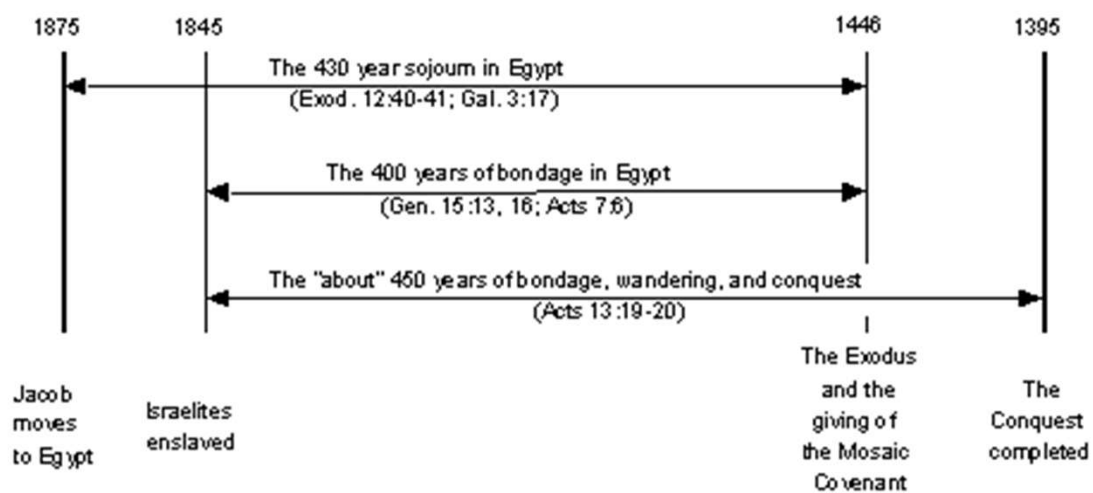 1875 1845 1446 1395
The 430 year sojourn in Egypt
(Exod. 12:40-41; Gal. 3:17)
The 400 years of bondage in Egypt
(Gen. 15:13, 16; Acts 7:6)
The "about" 450 years of bondage, wandering, and conquest
(Acts 13:19-20)
Jacob
moves
to Egypt
Israelites
enslaved
The Exodus
and the
giving of
the Mosaic
Covenant
The
Conquest
completed